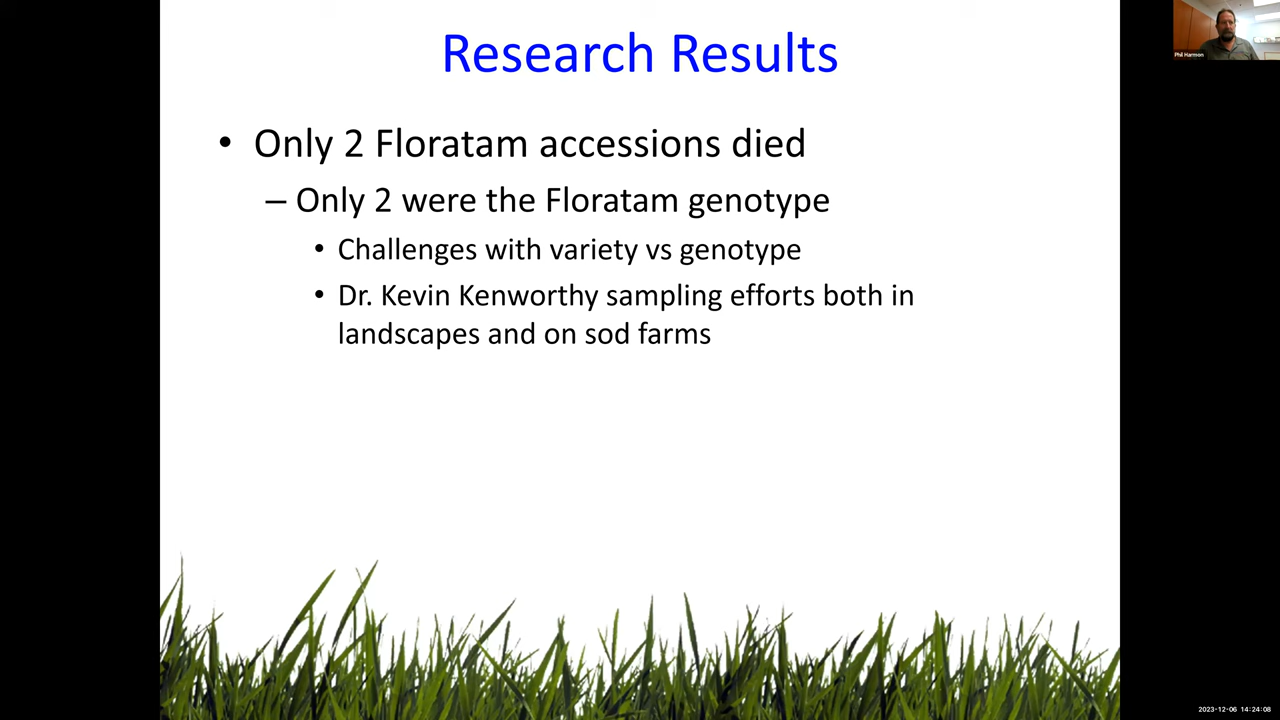 Research Results
Phil Harmon
• Only 2 Floratam accessions died
– Only 2 were the Floratam genotype
• Challenges with variety vs genotype
• Dr. Kevin Kenworthy sampling efforts both in
landscapes and on sod farms
2023-12-06 14:24:08